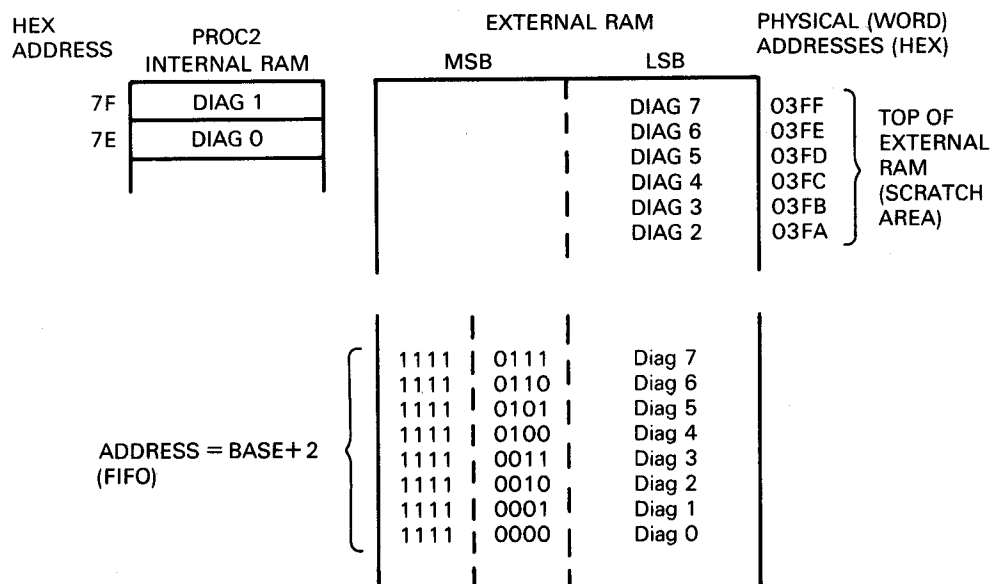 HEX
ADDRESS
PROC2
INTERNAL RAM
7F DIAG 1
7E DIAG 0
EXTERNAL RAM
MSB LSB
PHYSICAL (WORD)
ADDRESSES (HEX)
DIAG 7 03FF
DIAG 6 03FE
DIAG 5 03FD
DIAG 4 03FC
DIAG 3 03FB
DIAG 2 03FA
TOP OF
EXTERNAL
RAM
(SCRATCH
AREA)
ADDRESS = BASE+2
(FIFO)
1111 0111 Diag 7
1111 0110 Diag 6
1111 0101 Diag 5
1111 0100 Diag 4
1111 0011 Diag 3
1111 0010 Diag 2
1111 0001 Diag 1
1111 0000 Diag 0